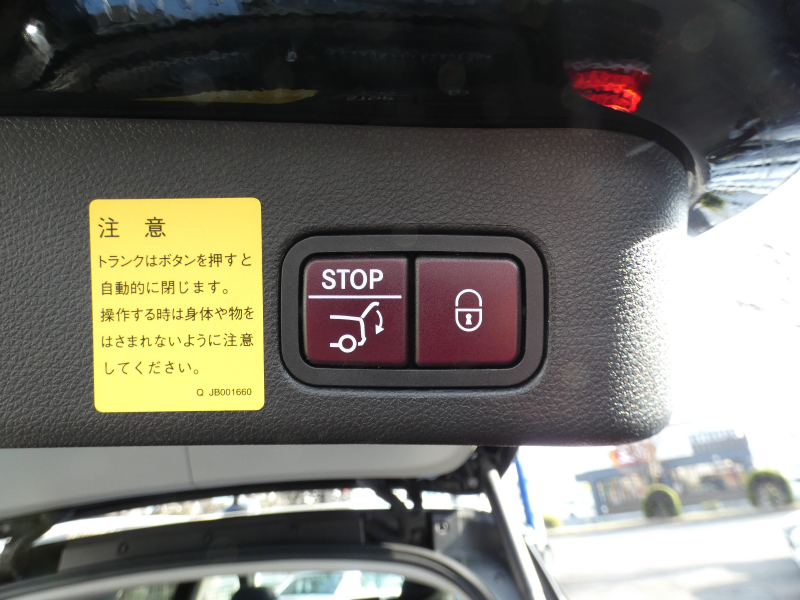 注意
トランクはボタンを押すと
自動的に閉じます。
操作する時は身体や物を
はさまれないように注意
してください。
Q JB001660
STOP